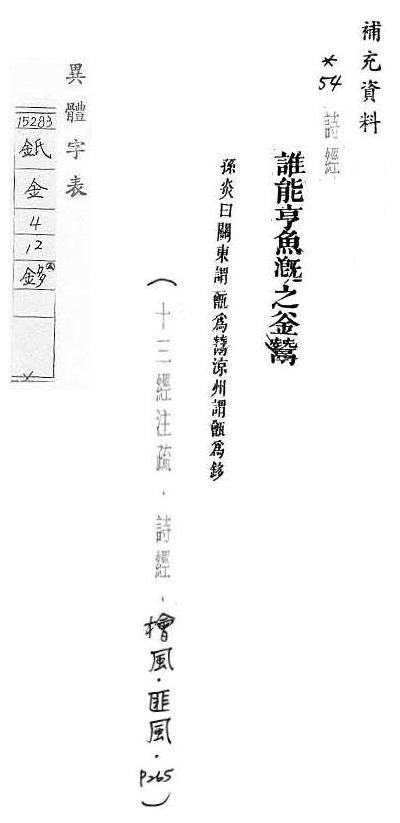 補充資料
*54 詩經
誰能亨魚漑之釜鬵
孫炎曰關東謂甑爲鬵涼州謂甑爲鉹
(十三經注疏.詩經.檜風.匪風.P265)
異體字表
15283
金
4
12
鉹